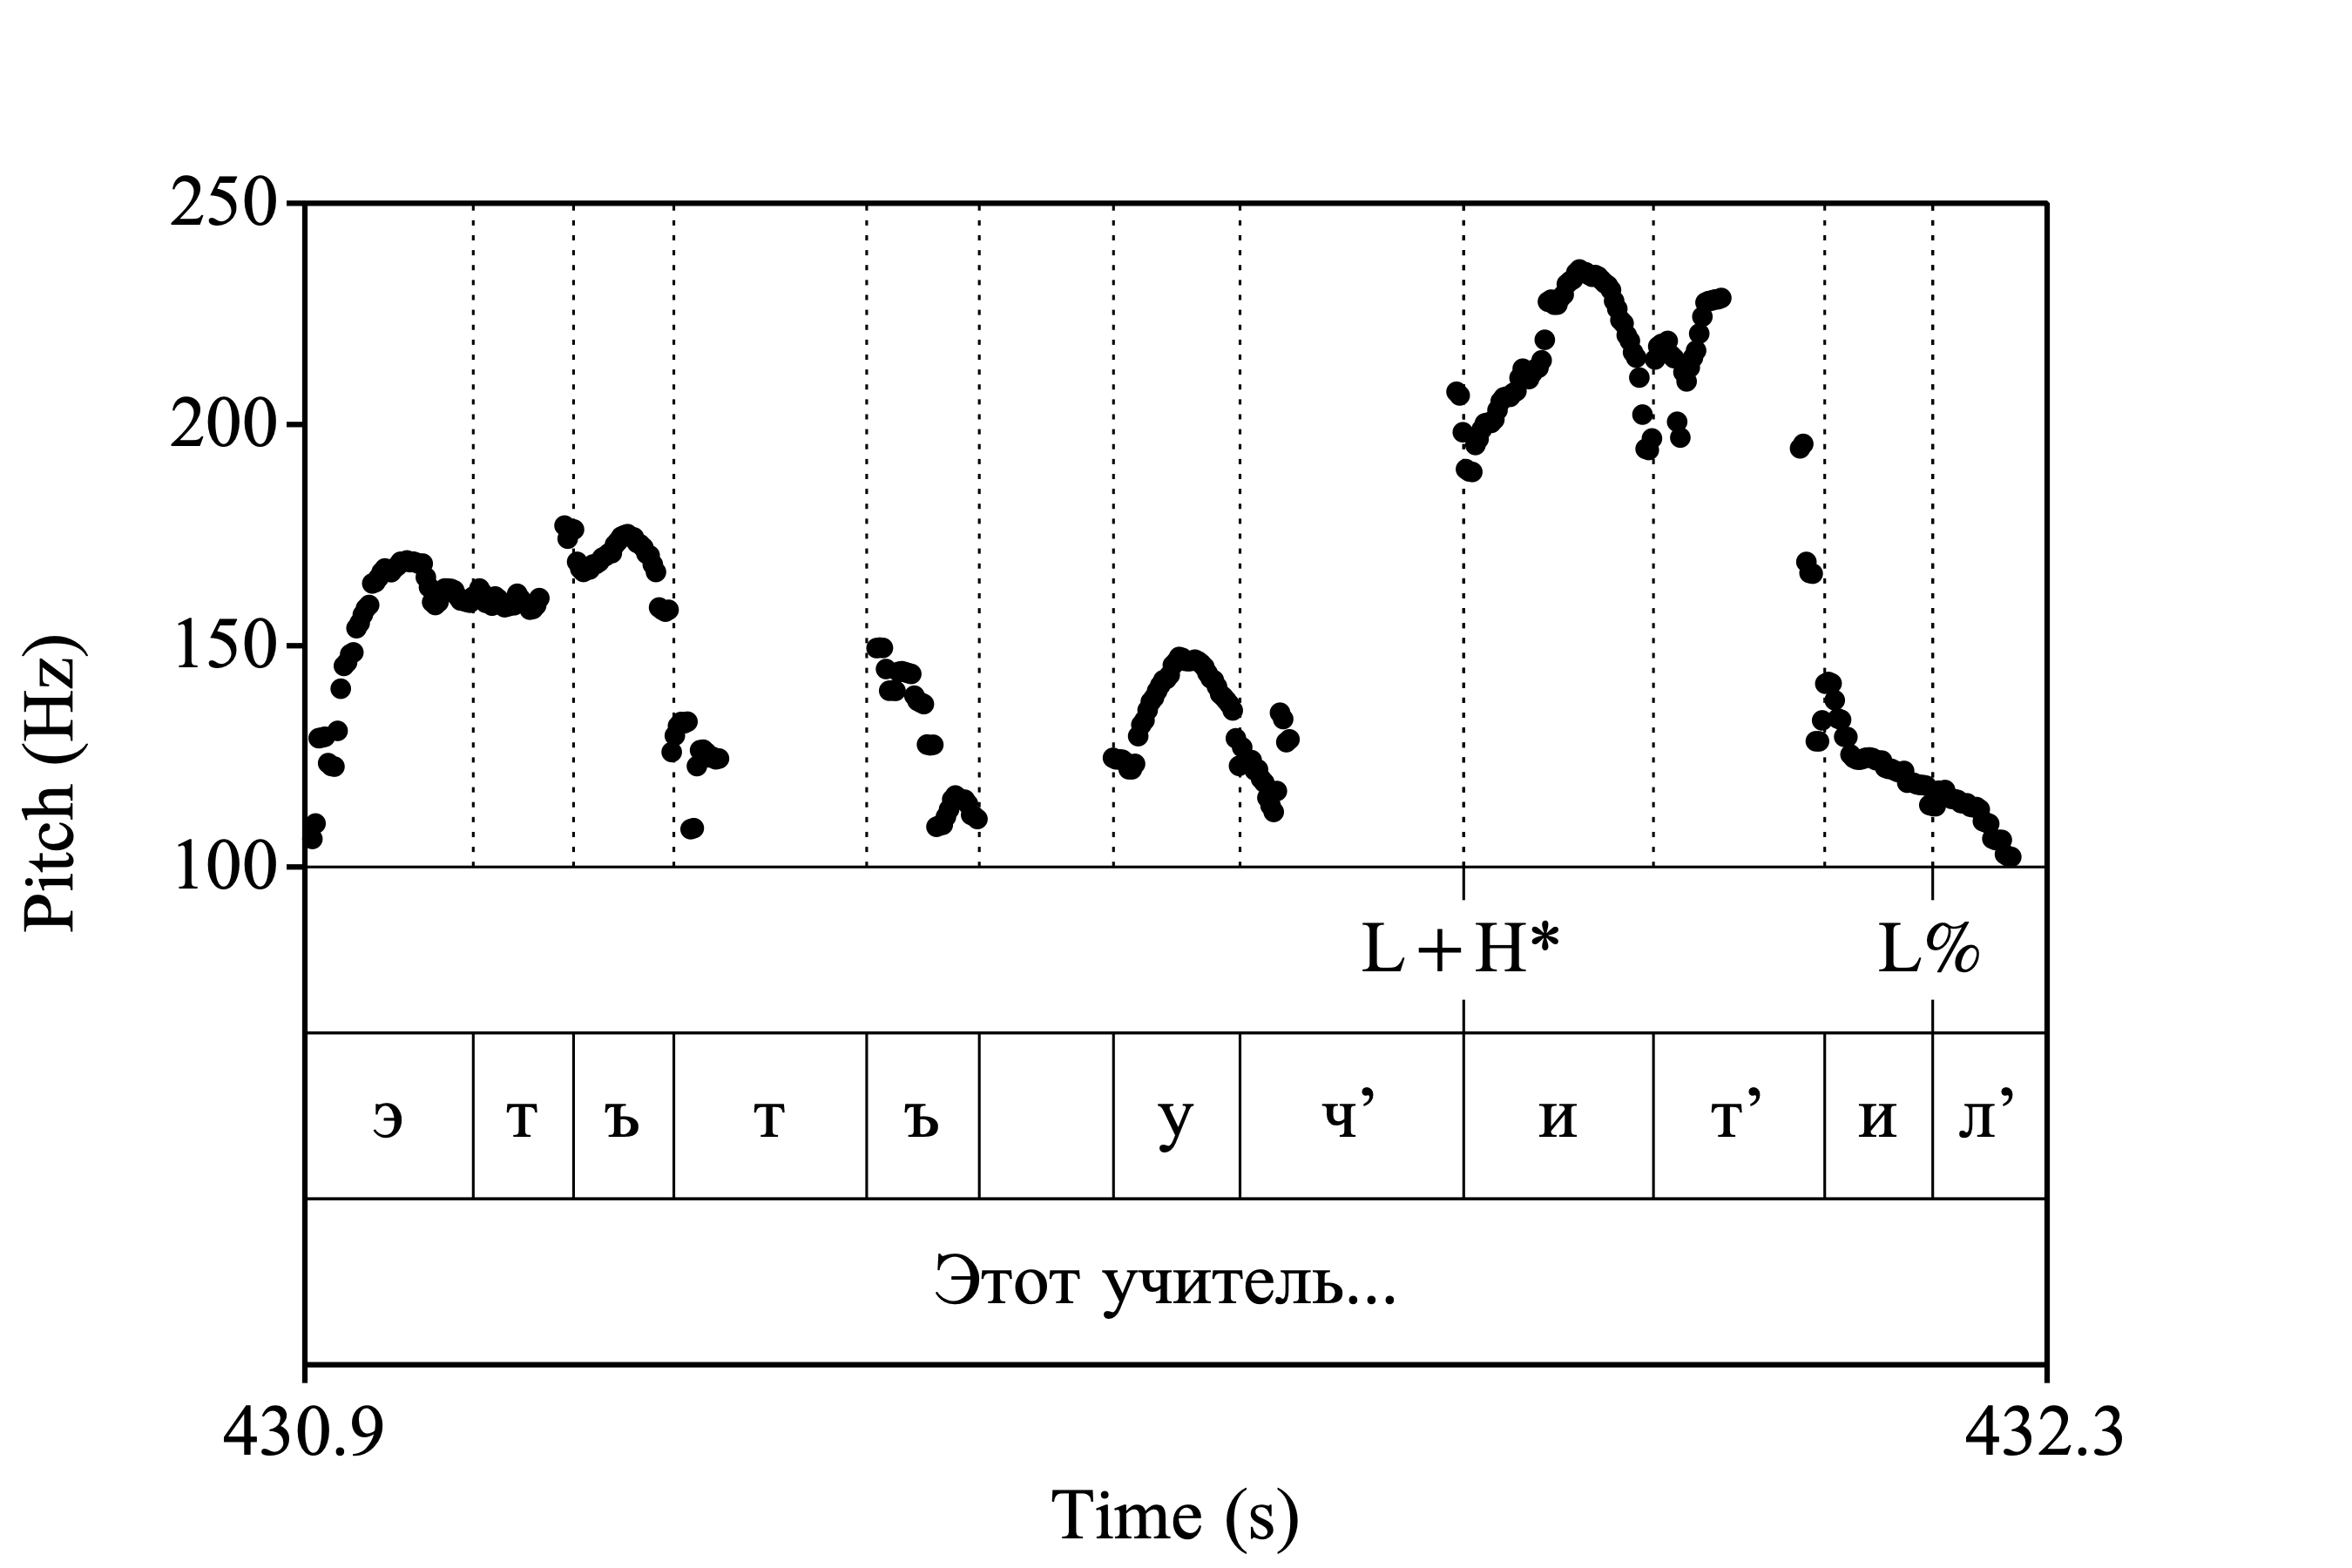 250
200
150
100
Pitch (Hz)
L+H* L%
э т ъ т ъ у ч’ и т’ и л’
Этот учитель...
430.9 432.3
Time (s)